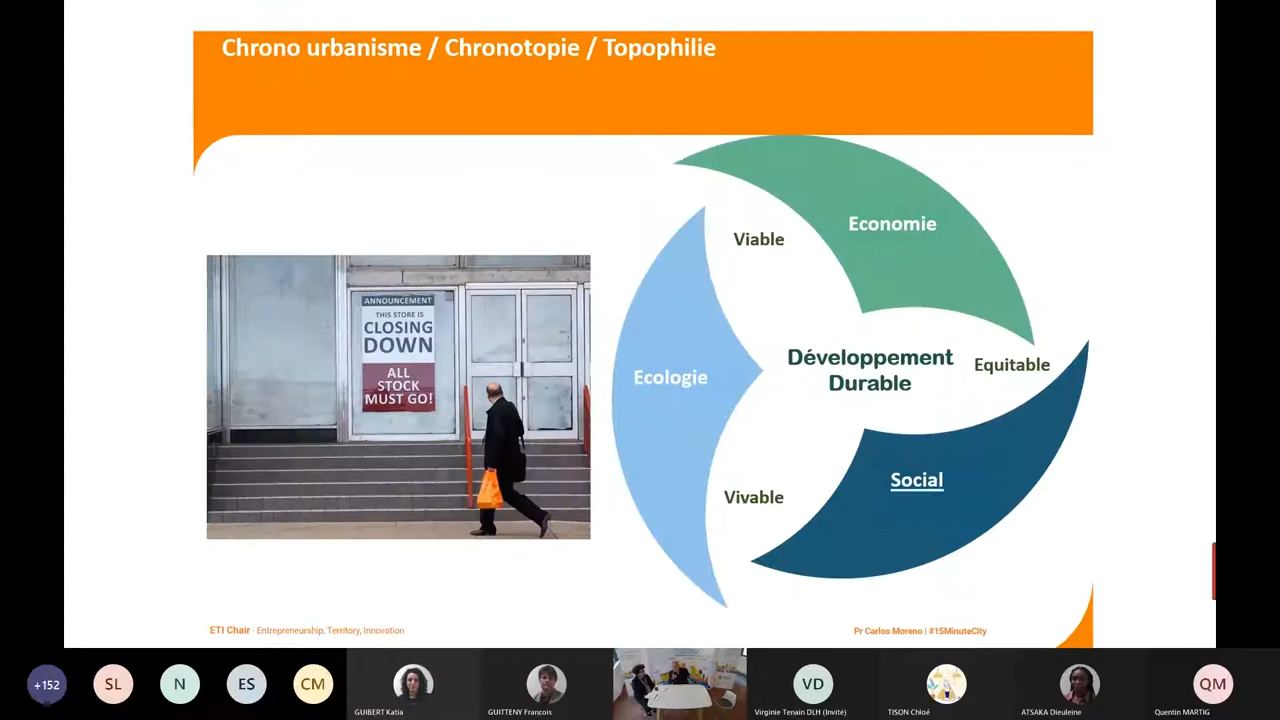 Chrono urbanisme / Chronotopie / Topophilie
ANNOUNCEMENT
THIS STORE IS
CLOSING
DOWN
ALL
STOCK
MUST GO!
Economie
Viable
Développement
Durable
Equitable
Ecologie
Social
Vivable
ETI Chair - Entrepreneurship, Territory, Innovation
Pr Carlos Moreno | #15MinuteCity
+152
SL
N
ES
CM
VD
QM
GUIBERT Katia
GUITTENY Francois
Virginie Tenain DLH (Invité)
TISON Chloé
ATSAKA Dieuleine
Quentin MARTIG